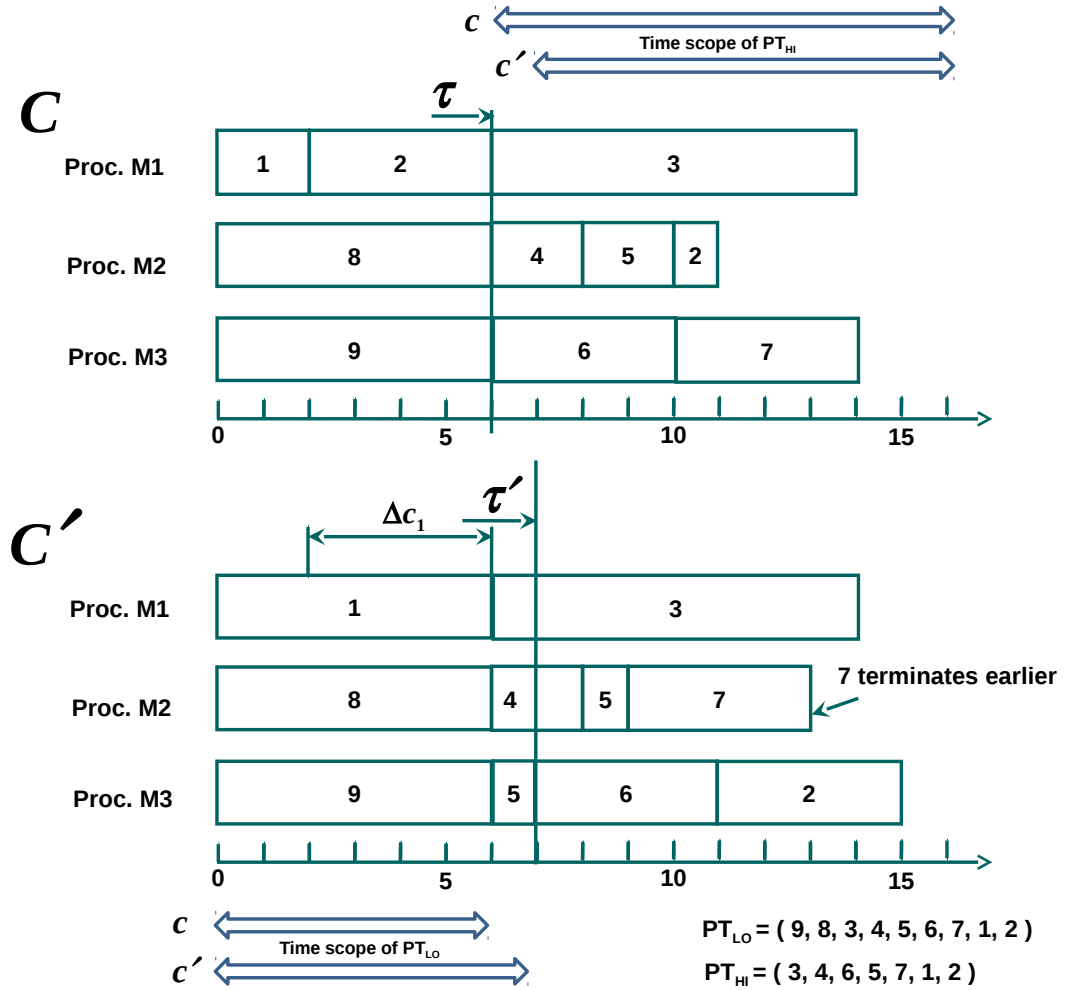 c
Time scope of PT_HI
c′
C
τ
Proc. M1
1 2 3
Proc. M2
8 4 5 2
Proc. M3
9 6 7
0 5 10 15
C′
Δc₁
τ′
Proc. M1
1 3
7 terminates earlier
Proc. M2
8 4 5 7
Proc. M3
9 5 6 2
0 5 10 15
c
Time scope of PT_LO
c′
PT_LO = ( 9, 8, 3, 4, 5, 6, 7, 1, 2 )
PT_HI = ( 3, 4, 6, 5, 7, 1, 2 )